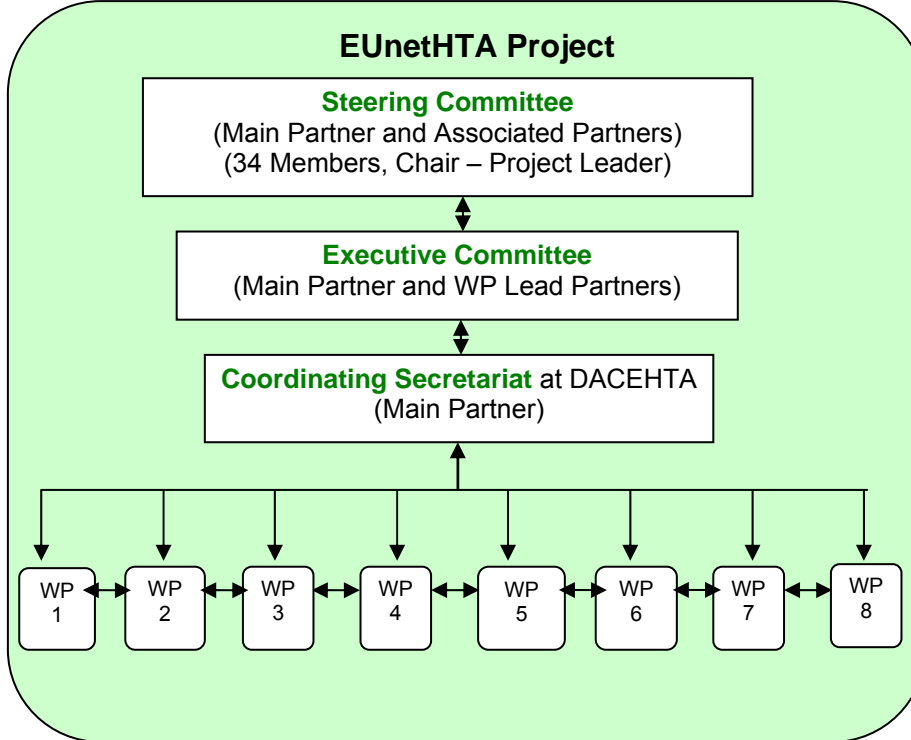 EUnetHTA Project
Steering Committee
(Main Partner and Associated Partners)
(34 Members, Chair – Project Leader)
Executive Committee
(Main Partner and WP Lead Partners)
Coordinating Secretariat at DACEHTA
(Main Partner)
WP
1
WP
2
WP
3
WP
4
WP
5
WP
6
WP
7
WP
8